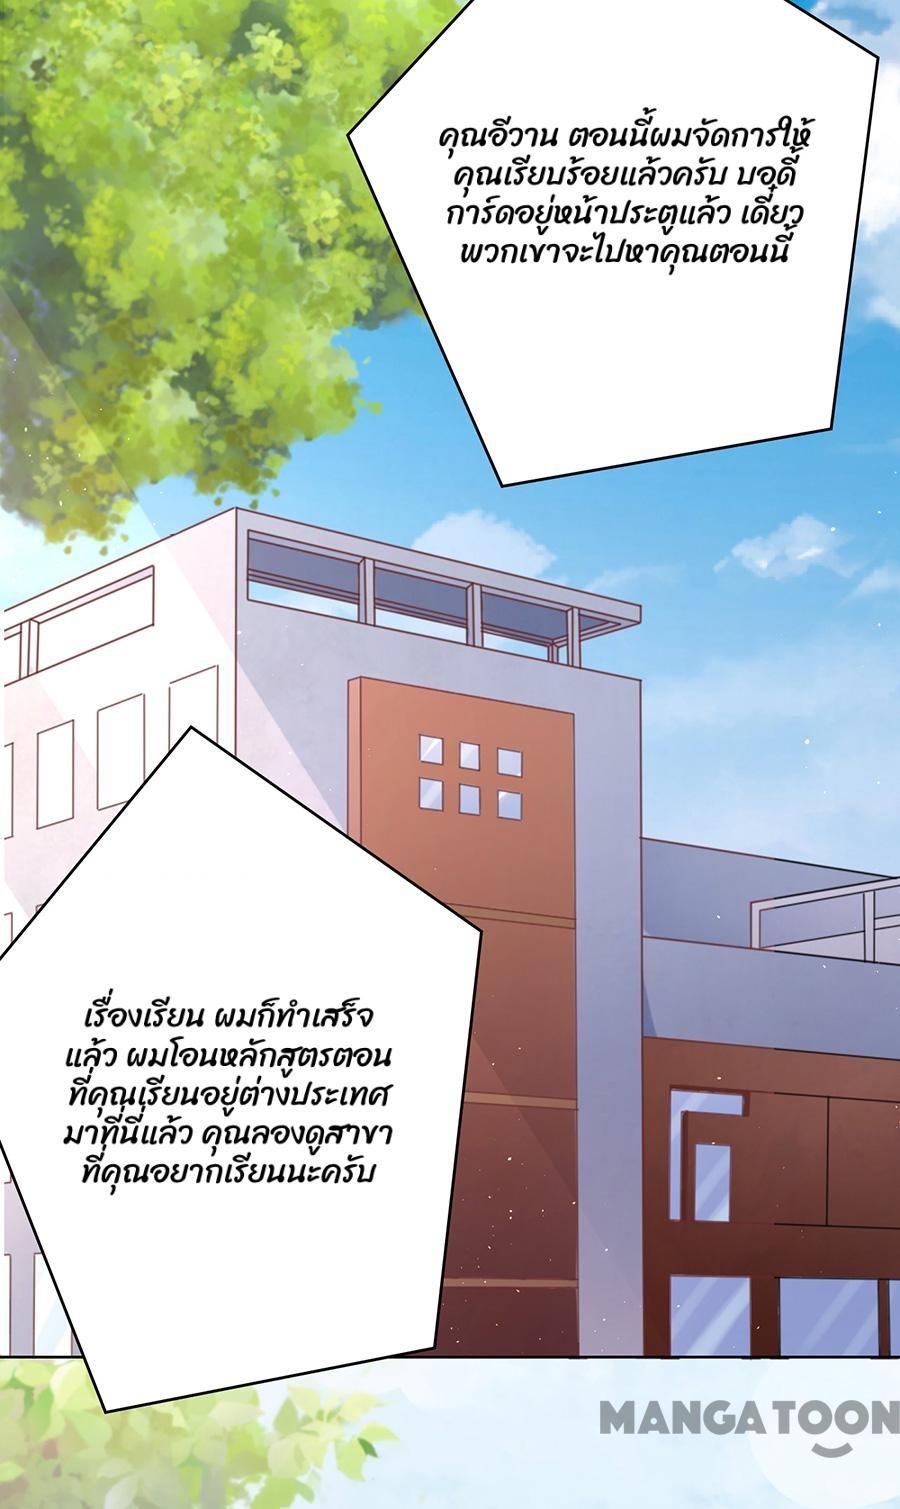 คุณอีวาน ตอนนี้ผมจัดการให้
คุณเรียบร้อยแล้วครับ บอดี้
การ์ดอยู่หน้าประตูแล้ว เดี๋ยว
พวกเขาจะไปหาคุณตอนนี้
เรื่องเรียน ผมก็ทำเสร็จ
แล้ว ผมโอนหลักสูตรตอน
ที่คุณเรียนอยู่ต่างประเทศ
มาที่นี่แล้ว คุณลองดูสาขา
ที่คุณอยากเรียนนะครับ
MANGATOON